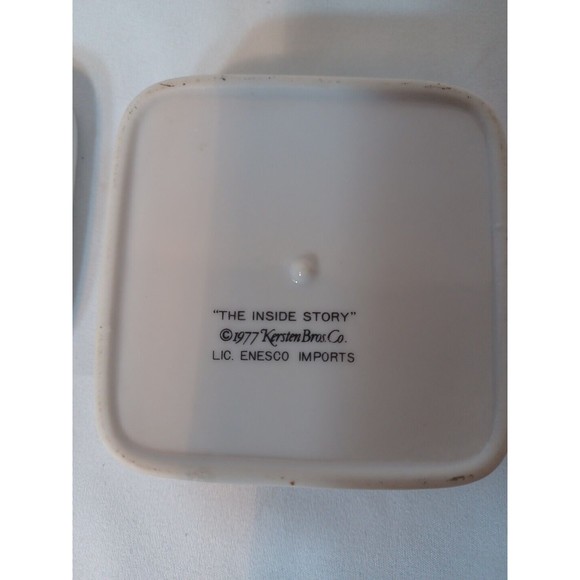 "THE INSIDE STORY"
©1977 Kersten Bros. Co.
LIC. ENESCO IMPORTS